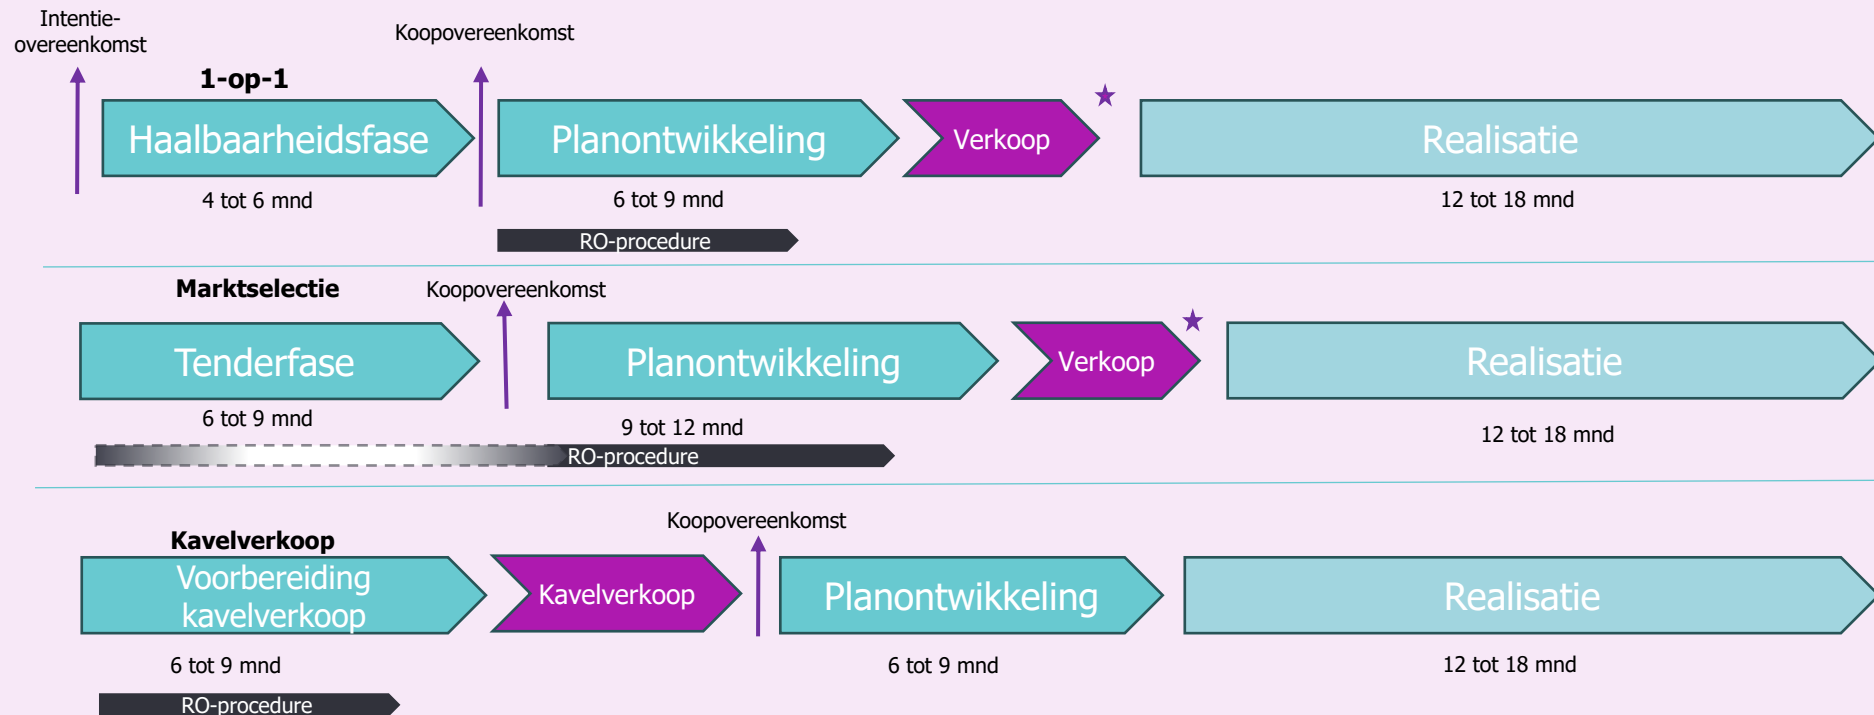 Intentie-
overeenkomst
Koopovereenkomst
1-op-1
Haalbaarheidsfase
Planontwikkeling
Verkoop
Realisatie
4 tot 6 mnd
6 tot 9 mnd
12 tot 18 mnd
RO-procedure
Marktselectie
Koopovereenkomst
Tenderfase
Planontwikkeling
Verkoop
Realisatie
6 tot 9 mnd
9 tot 12 mnd
12 tot 18 mnd
RO-procedure
Koopovereenkomst
Kavelverkoop
Voorbereiding
kavelverkoop
Kavelverkoop
Planontwikkeling
Realisatie
6 tot 9 mnd
6 tot 9 mnd
12 tot 18 mnd
RO-procedure